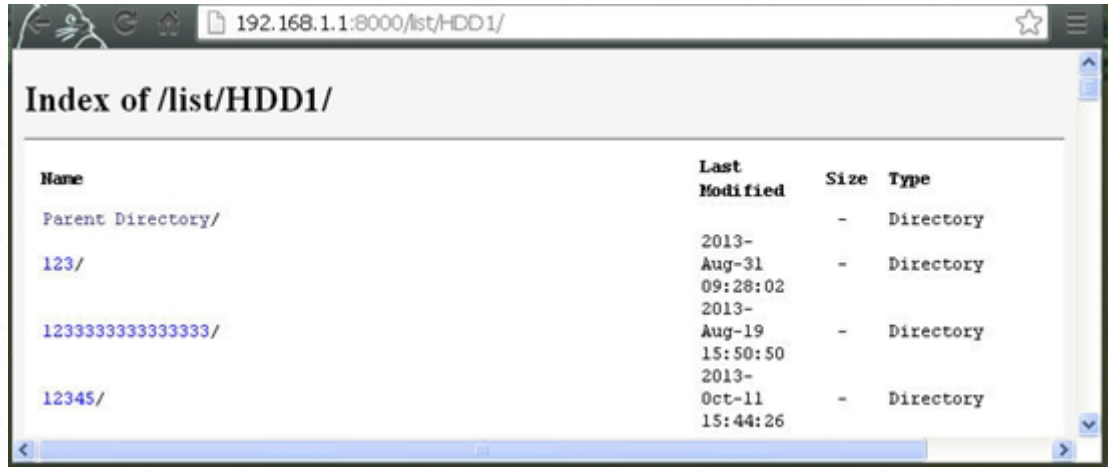 192.168.1.1:8000/list/HDD1/
Index of /list/HDD1/
Name Last Modified Size Type
Parent Directory/ - Directory
123/ 2013-Aug-31 09:28:02 - Directory
1233333333333333/ 2013-Aug-19 15:50:50 - Directory
12345/ 2013-Oct-11 15:44:26 - Directory